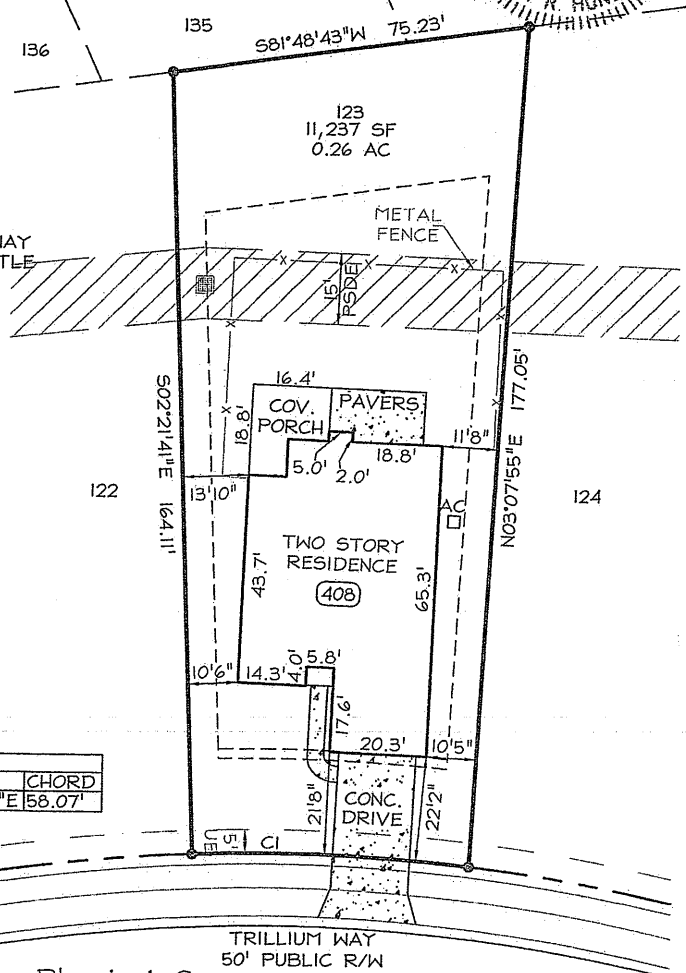 R. HUN
135
136
S81°48'43"W 75.23'
123
11,237 SF
0.26 AC
METAL
FENCE
15'
PSDE
X
X
X
X
X
X
X
16.4'
COV.
PORCH
PAVERS
18.8'
5.0'
2.0'
18.8'
11'8"
S02°21'41"E 164.11'
N03°07'55"E 177.05'
122
13'10"
124
AC
TWO STORY
RESIDENCE
408
43.7'
65.3'
10'6"
14.3'
4.0'
5.8'
17.6'
20.3'
10'5"
CHORD
"E 58.07'
21'8"
CONC.
DRIVE
22'2"
5'
UE
C1
TRILLIUM WAY
50' PUBLIC R/W